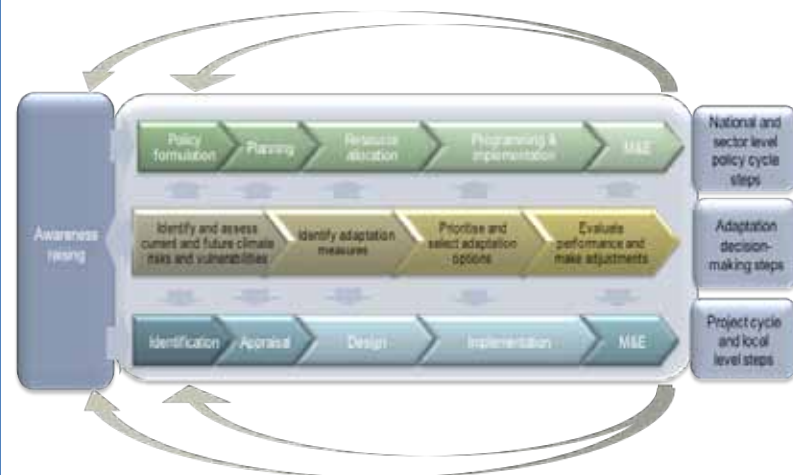 Awareness
raising
Policy
formulation
Planning
Resource
allocation
Programming &
implementation
M&E
National and
sector level
policy cycle
steps
Identify and assess
current and future climate
risks and vulnerabilities
Identify adaptation
measures
Prioritise and
select adaptation
options
Evaluate
performance and
make adjustments
Adaptation
decision-
making steps
Identification
Appraisal
Design
Implementation
M&E
Project cycle
and local
level steps